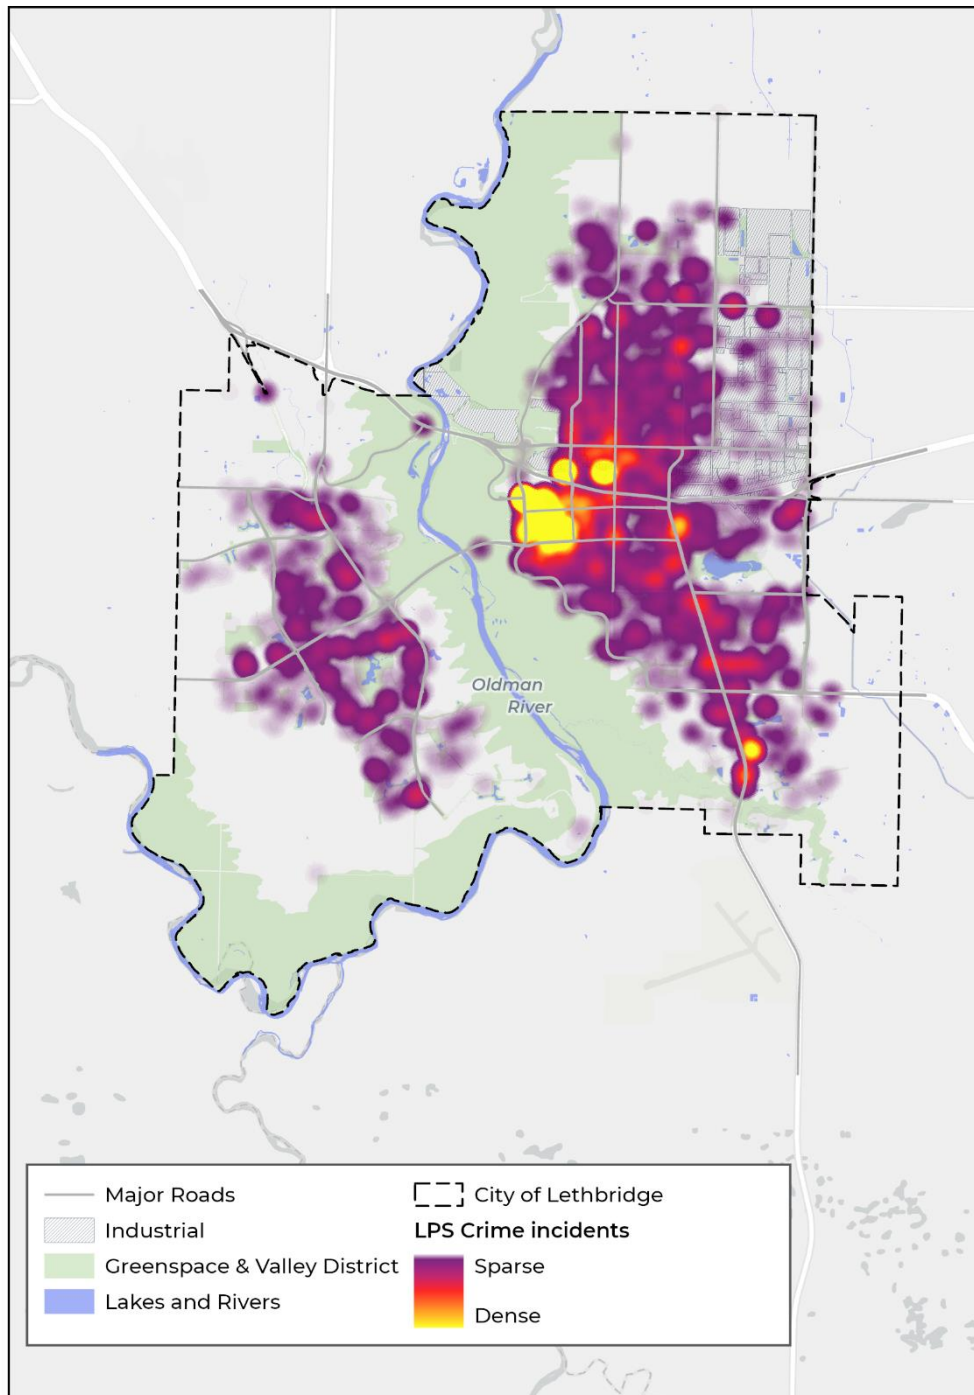 Oldman
River
Major Roads
Industrial
Greenspace & Valley District
Lakes and Rivers
City of Lethbridge
LPS Crime incidents
Sparse
Dense